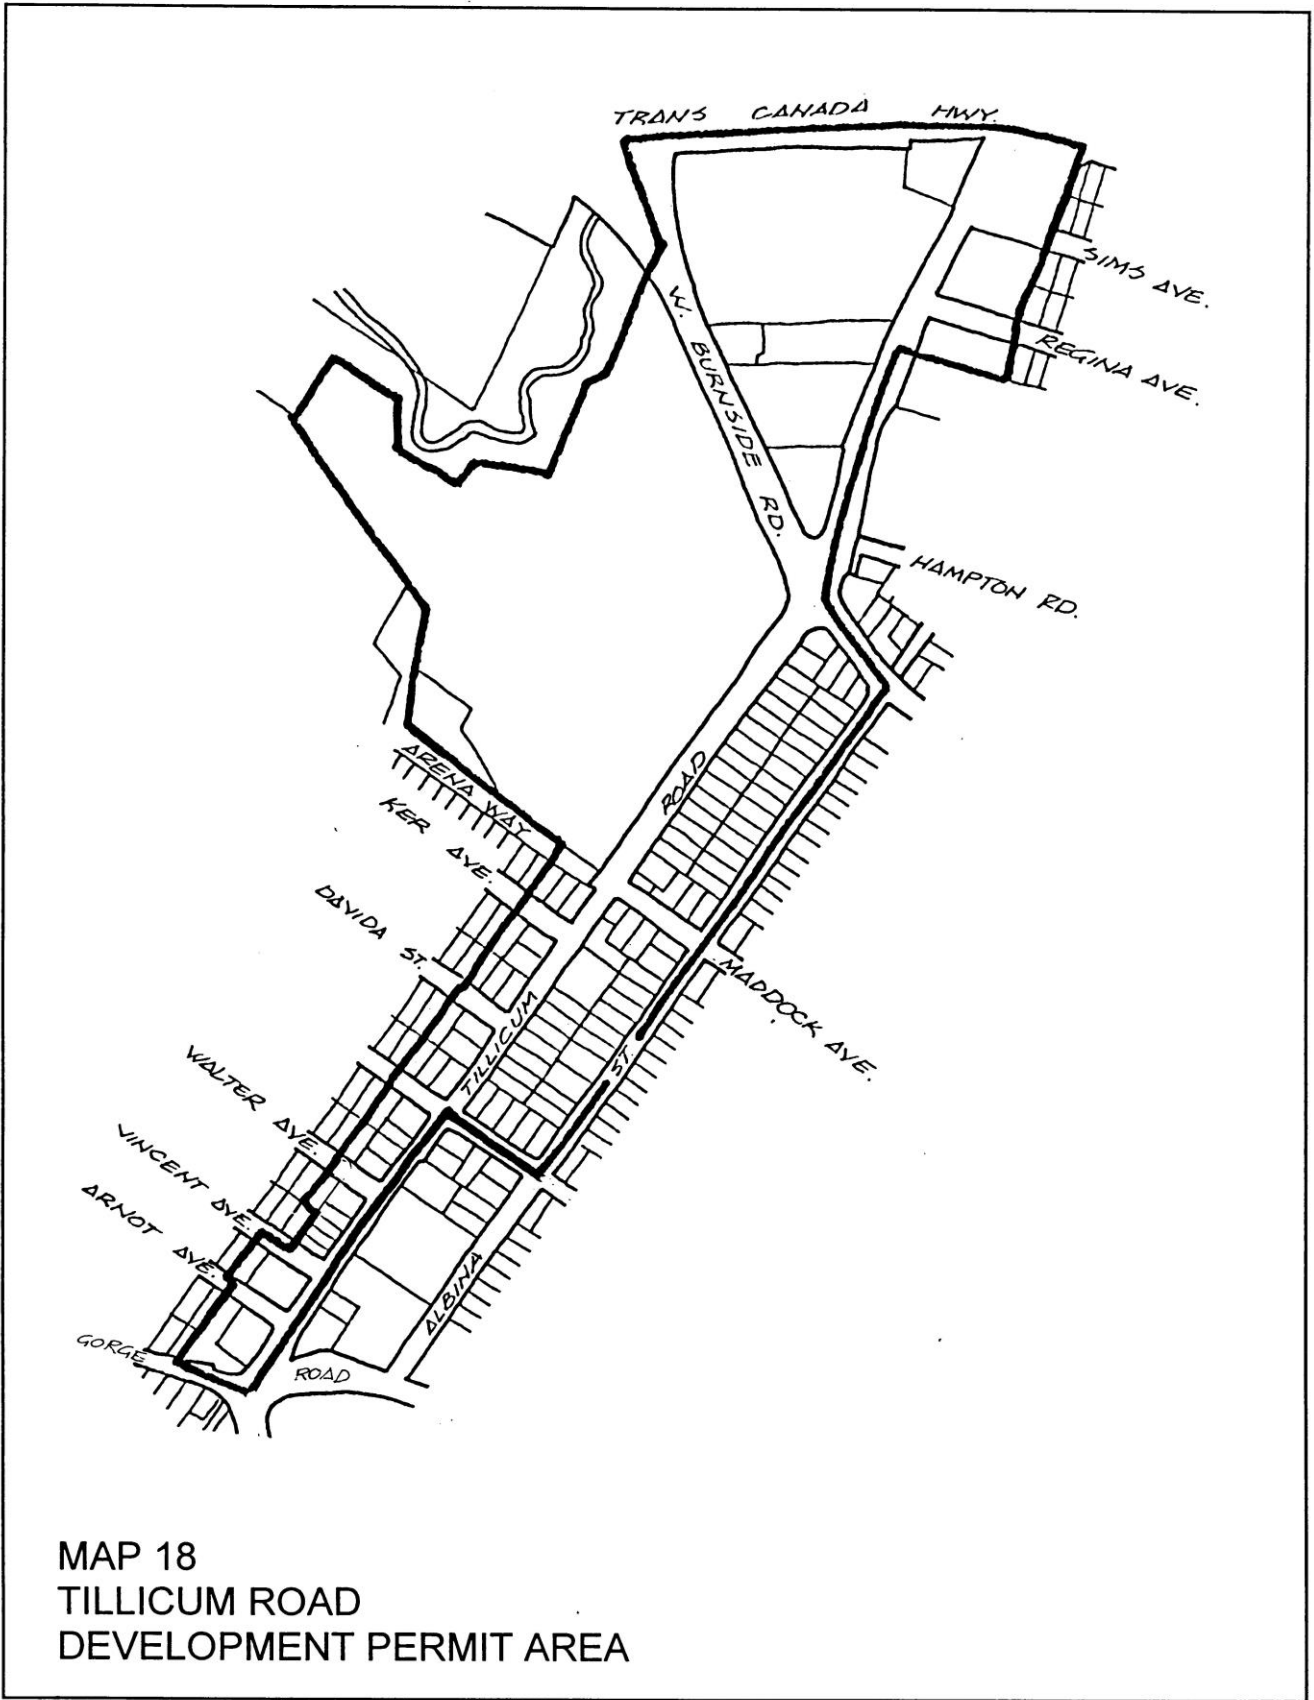 TRANS CANADA HWY.
SIMS AVE.
REGINA AVE.
W. BURNSIDE RD.
HAMPTON RD.
ROAD
ARENA WAY
KER AVE.
DAVIDA ST.
MADDOCK AVE.
TILLICUM
ST.
WALTER AVE.
VINCENT AVE.
ARNOT AVE.
ALBINA
GORGE
ROAD
MAP 18
TILLICUM ROAD
DEVELOPMENT PERMIT AREA